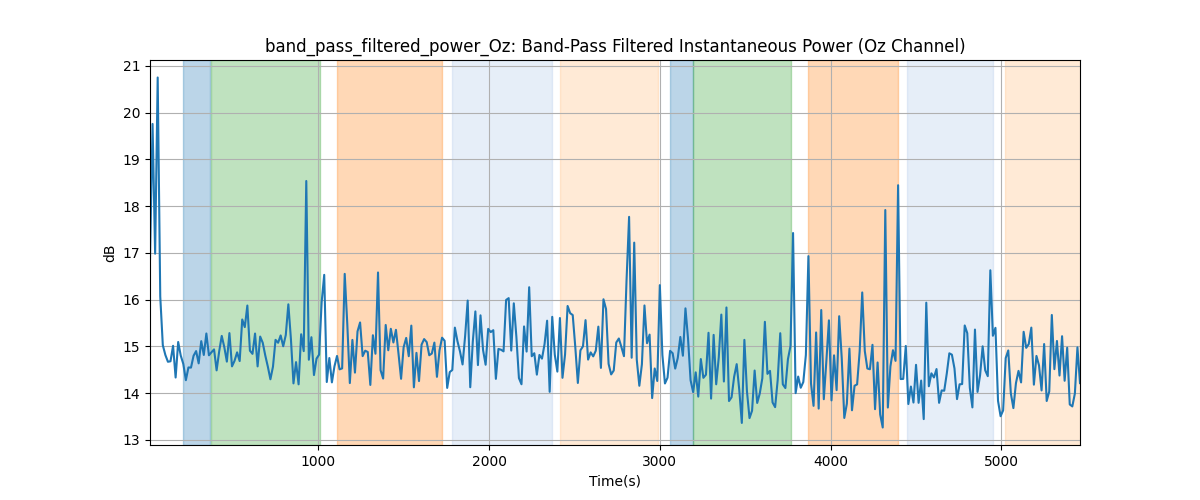 band_pass_filtered_power_Oz: Band-Pass Filtered Instantaneous Power (Oz Channel)
21
20
19
18
17
16
15
14
13
dB
1000 2000 3000 4000 5000
Time(s)